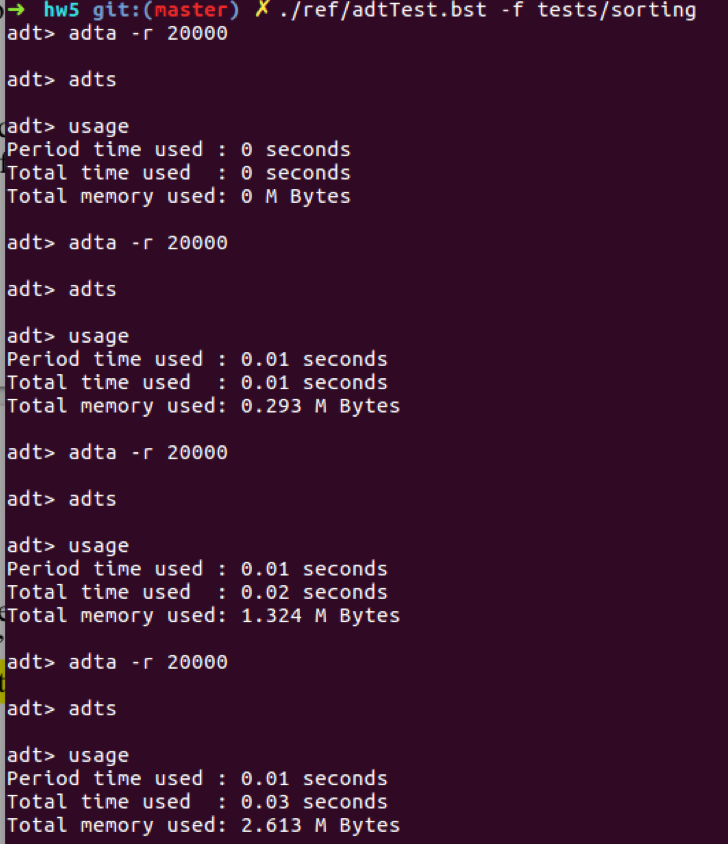 → hw5 git:(master) ✗ ./ref/adtTest.bst -f tests/sorting
adt> adta -r 20000
adt> adts
adt> usage
Period time used : 0 seconds
Total time used  : 0 seconds
Total memory used: 0 M Bytes
adt> adta -r 20000
adt> adts
adt> usage
Period time used : 0.01 seconds
Total time used  : 0.01 seconds
Total memory used: 0.293 M Bytes
adt> adta -r 20000
adt> adts
adt> usage
Period time used : 0.01 seconds
Total time used  : 0.02 seconds
Total memory used: 1.324 M Bytes
adt> adta -r 20000
adt> adts
adt> usage
Period time used : 0.01 seconds
Total time used  : 0.03 seconds
Total memory used: 2.613 M Bytes